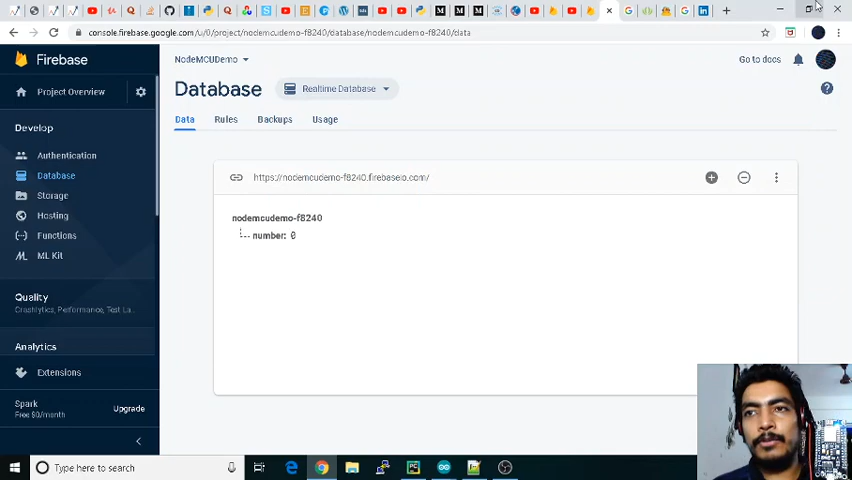 console.firebase.google.com/u/0/project/nodemcudemo-f8240/database/nodemcudemo-f8240/data
Firebase
NodeMCUDemo
Go to docs
Project Overview
Database
Realtime Database
Develop
Data
Rules
Backups
Usage
Authentication
Database
https://nodemcudemo-f8240.firebaseio.com/
Storage
Hosting
nodemcudemo-f8240
Functions
number: 0
ML Kit
Quality
Crashlytics, Performance, Test La...
Analytics
Extensions
Spark
Free $0/month
Upgrade
Type here to search